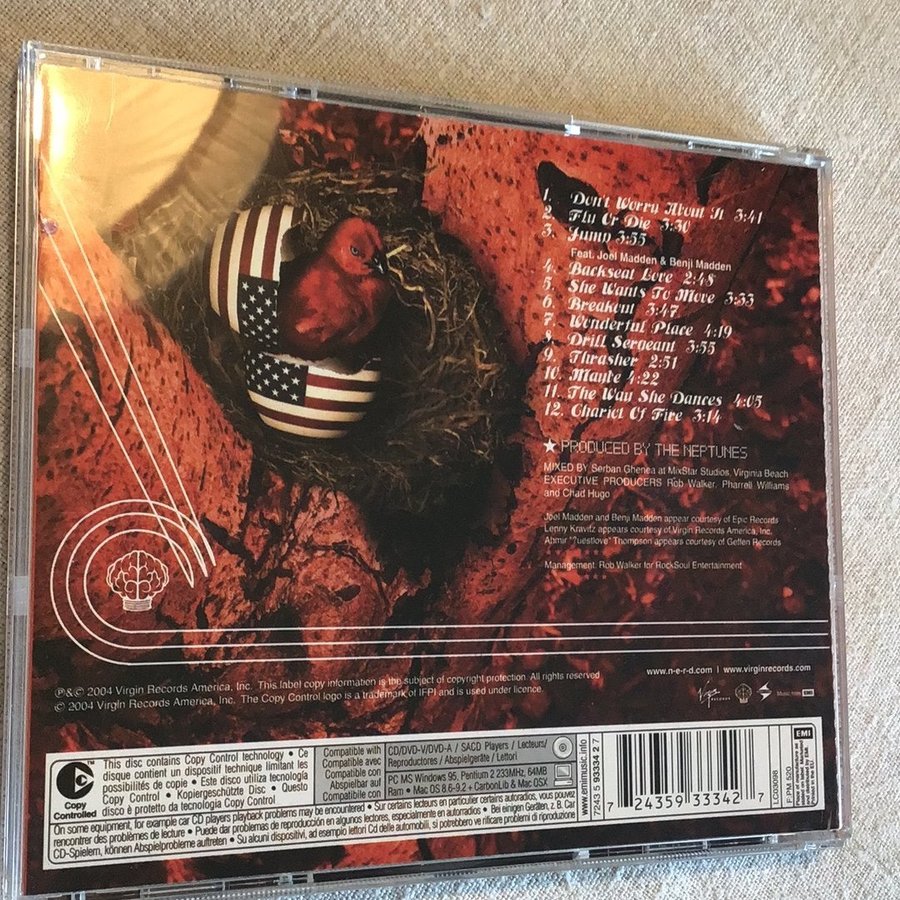 1. Don't Worry About It 3:41
2. Fly Or Die 3:30
3. Jump 3:55
Feat. Joel Madden & Benji Madden
4. Backseat Love 2:48
5. She Wants To Move 3:33
6. Breakout 3:47
7. Wonderful Place 4:19
8. Drill Sergeant 3:55
9. Thrasher 2:51
10. Maybe 4:22
11. The Way She Dances 4:05
12. Chariot Of Fire 3:14
★ PRODUCED BY THE NEPTUNES
MIXED BY Serban Ghenea at MixStar Studios, Virginia Beach
EXECUTIVE PRODUCERS Rob Walker, Pharrell Williams
and Chad Hugo
Joel Madden and Benji Madden appear courtesy of Epic Records
Lenny Kravitz appears courtesy of Virgin Records America, Inc.
Ahmir "?uestlove" Thompson appears courtesy of Geffen Records
Management: Rob Walker for RockSoul Entertainment
www.n-e-r-d.com | www.virginrecords.com
℗&© 2004 Virgin Records America, Inc. This label copy information is the subject of copyright protection. All rights reserved
© 2004 Virgin Records America, Inc. The Copy Control logo is a trademark of IFPI and is used under licence.
Virgin RECORDS
EMI
Copy
Controlled
This disc contains Copy Control technology • Ce
disque contient un dispositif technique limitant les
possibilités de copie • Este disco utiliza tecnología
Copy Control • Kopiergeschützte Disc • Questo
disco è protetto da tecnologia Copy Control
Compatible with
Compatible avec
Compatible con
Abspielbar auf
Compatibile con
CD/DVD-V/DVD-A / SACD Players / Lecteurs/
Reproductores / Abspielgeräte / Lettori
PC MS Windows 95, Pentium 2 233MHz, 64MB
Ram • Mac OS 8.6-9.2 + CarbonLib & Mac OSX
On some equipment, for example car CD players playback problems may be encountered • Sur certains lecteurs en particulier certains autoradios, vous pouvez
rencontrer des problèmes de lecture • Puede dar problemas de reproducción en algunos lectores, especialmente en autoradios • Bei einigen Geräten, z. B. Car
CD-Spielern, können Abspielprobleme auftreten • Su alcuni dispositivi, ad esempio lettori Cd delle automobili, si potrebbero verificare problemi di riproduzione
www.emimusic.info
72435 93334 2 7
7 24359 33342 7
LC03098
F:PM 520
EMI